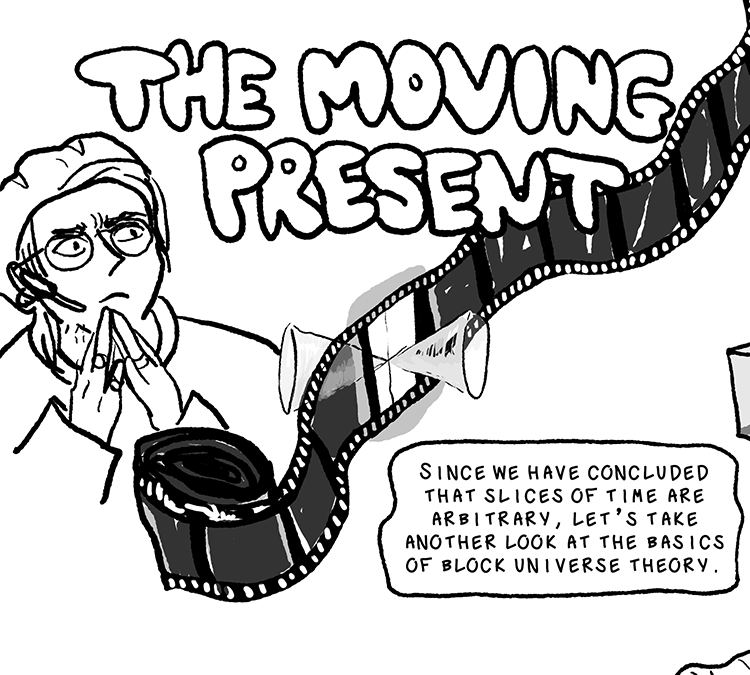 THE MOVING
PRESENT
SINCE WE HAVE CONCLUDED
THAT SLICES OF TIME ARE
ARBITRARY, LET'S TAKE
ANOTHER LOOK AT THE BASICS
OF BLOCK UNIVERSE THEORY.